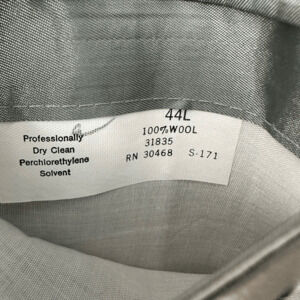 44L
100% WOOL
31835
RN 30468 S-171
Professionally
Dry Clean
Perchlorethylene
Solvent